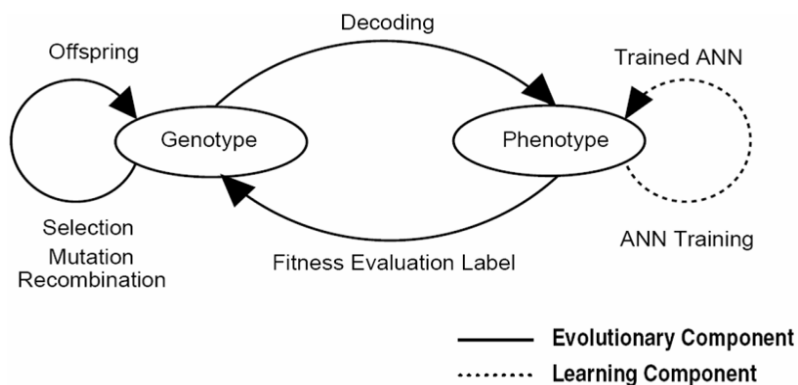 Decoding
Offspring
Trained ANN
Genotype
Phenotype
Selection
Mutation
Recombination
ANN Training
Fitness Evaluation Label
Evolutionary Component
Learning Component